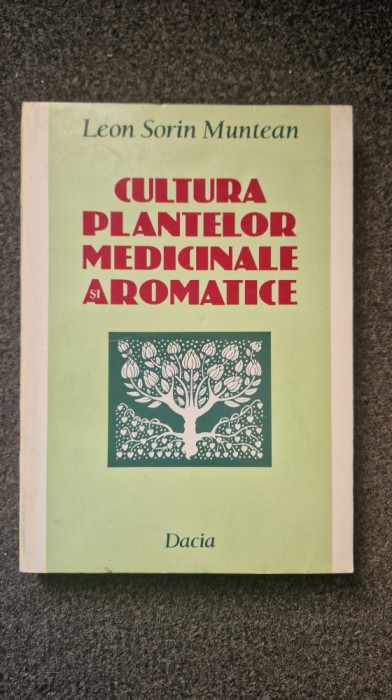 Leon Sorin Muntean
CULTURA
PLANTELOR
MEDICINALE
ȘI AROMATICE
Dacia